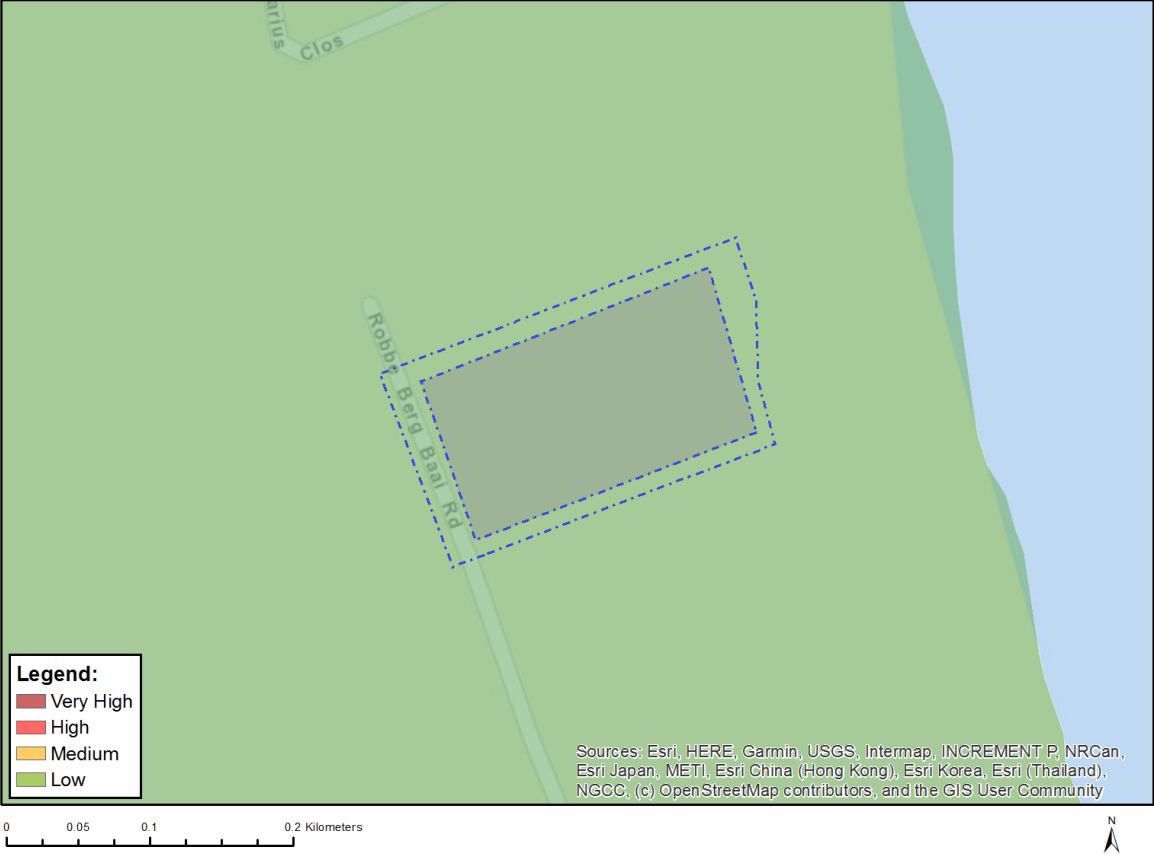 arius
Clos
Robbe Berg Baai Rd
Legend:
Very High
High
Medium
Low
Sources: Esri, HERE, Garmin, USGS, Intermap, INCREMENT P, NRCan,
Esri Japan, METI, Esri China (Hong Kong), Esri Korea, Esri (Thailand),
NGCC, (c) OpenStreetMap contributors, and the GIS User Community
0 0.05 0.1 0.2 Kilometers
N